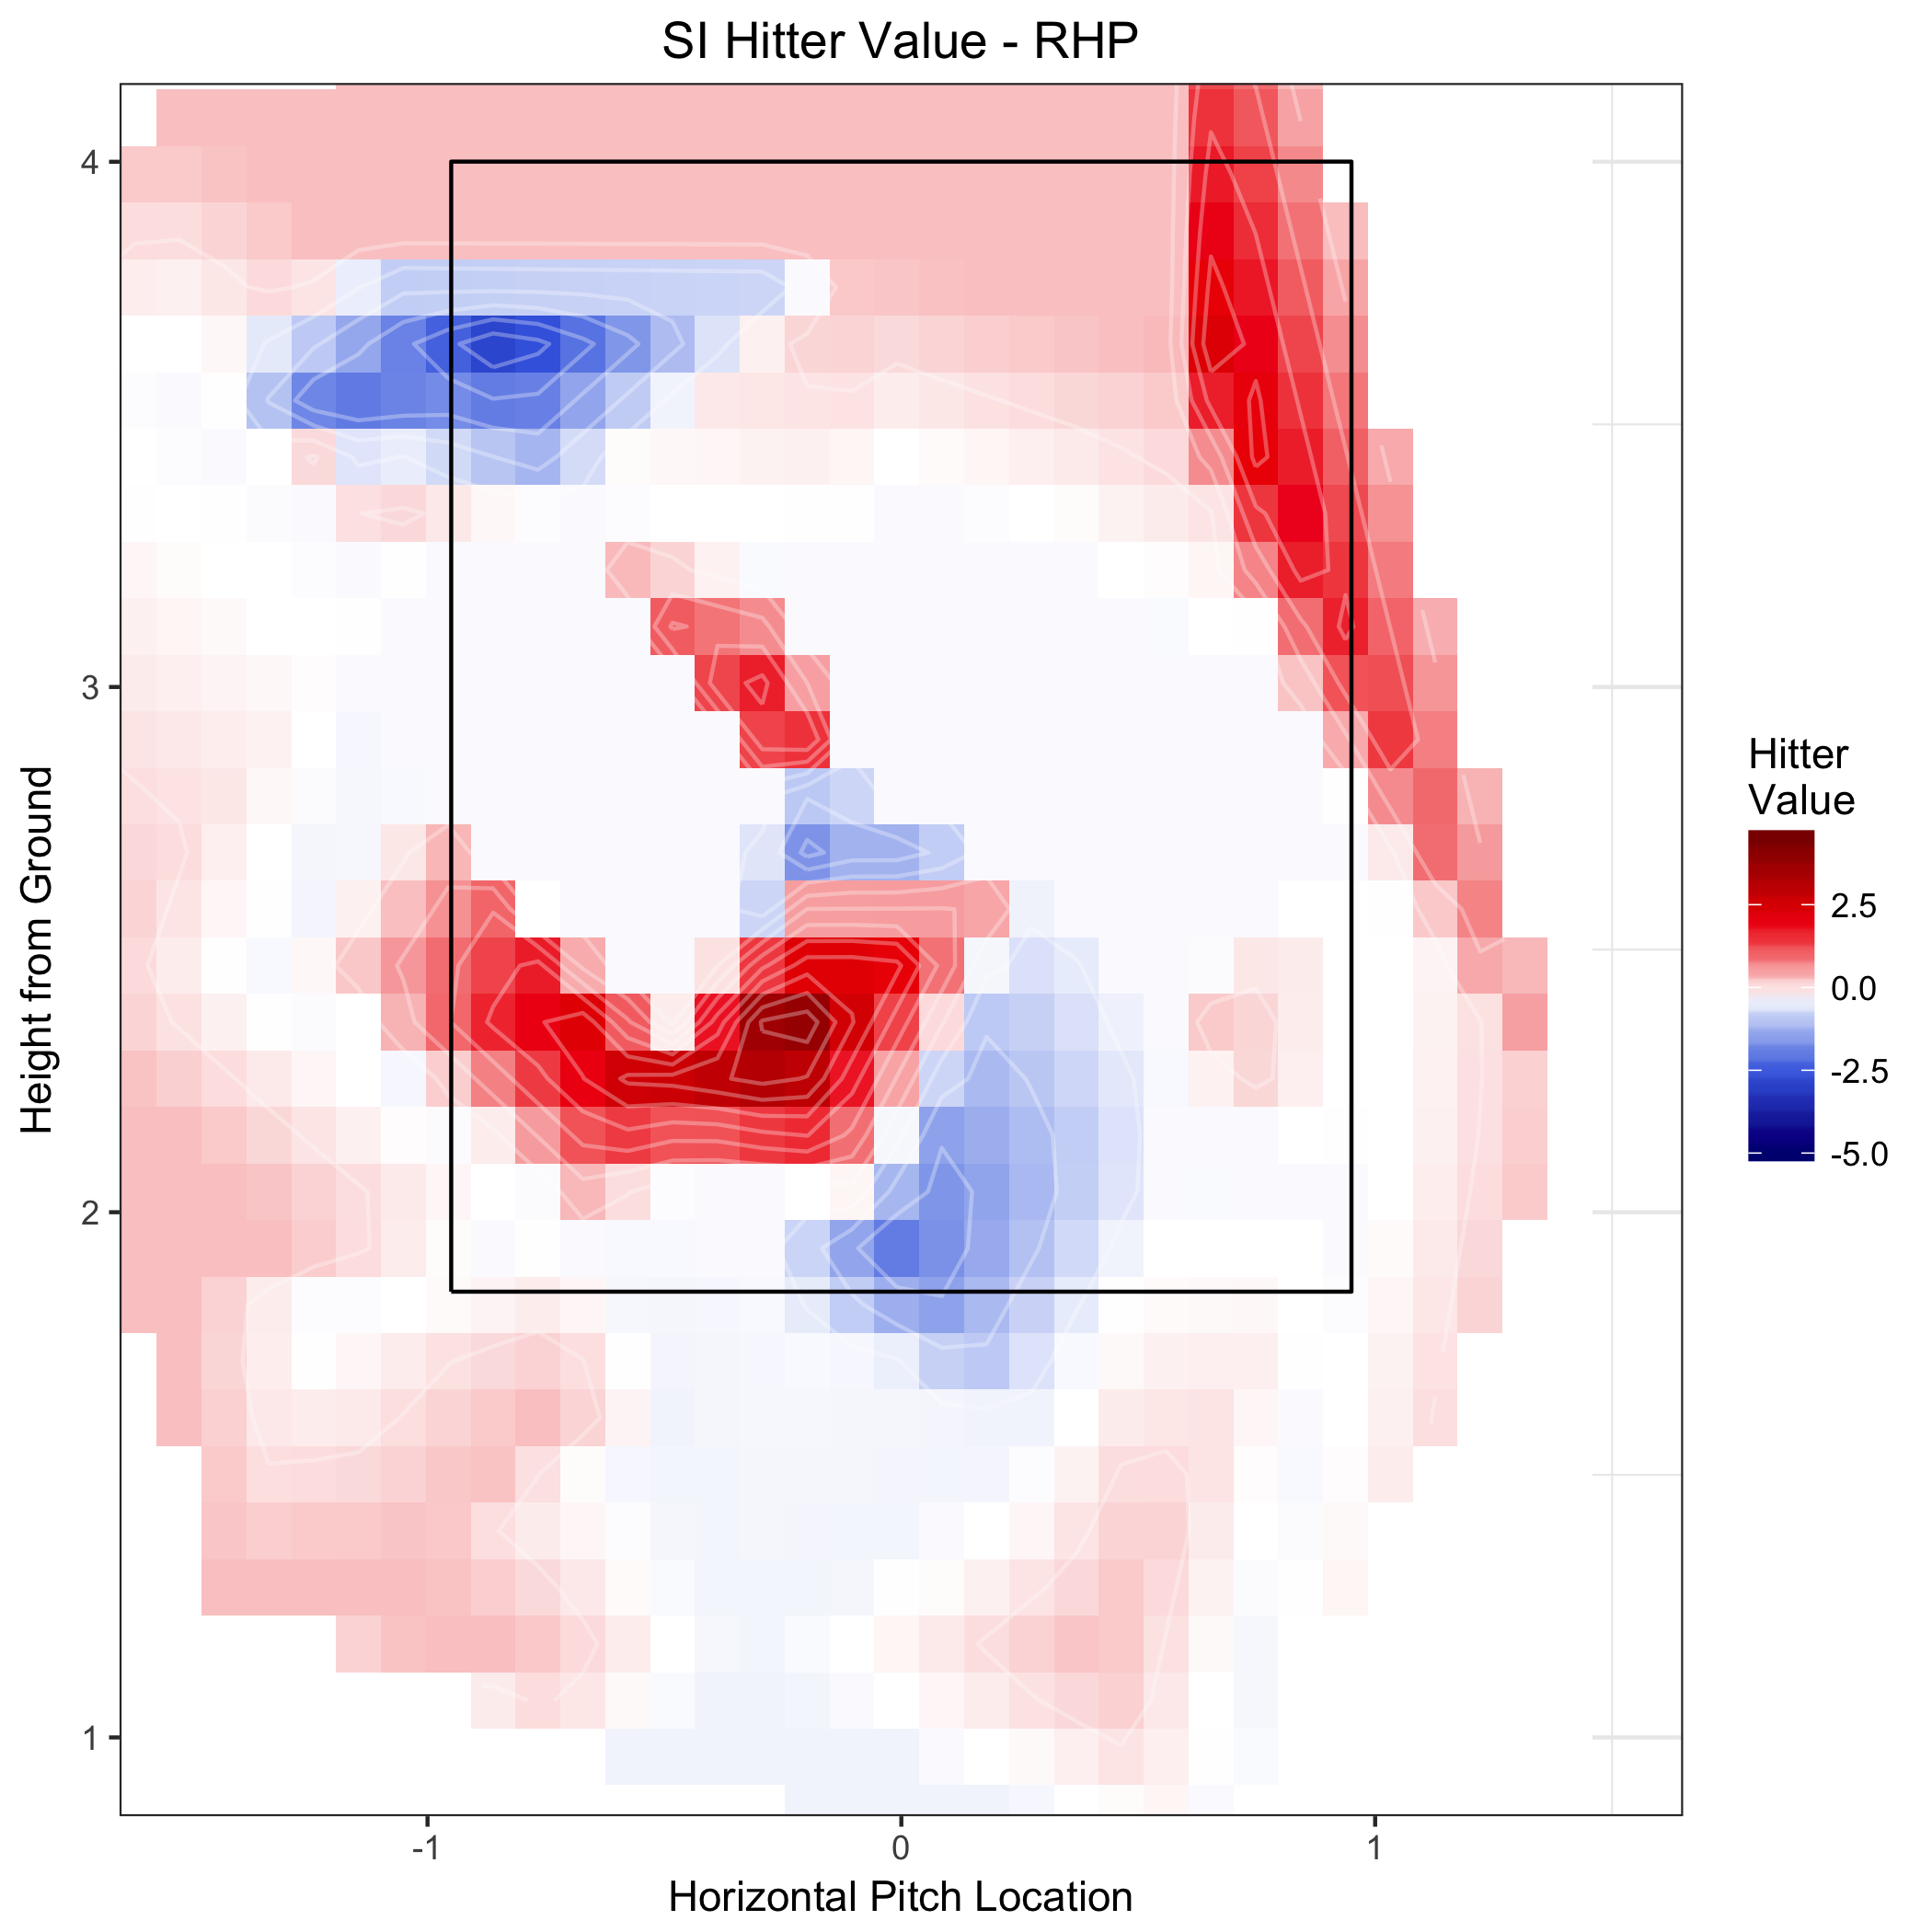 SI Hitter Value - RHP
4
3
2
1
Height from Ground
-1 0 1
Horizontal Pitch Location
Hitter
Value
2.5
0.0
-2.5
-5.0